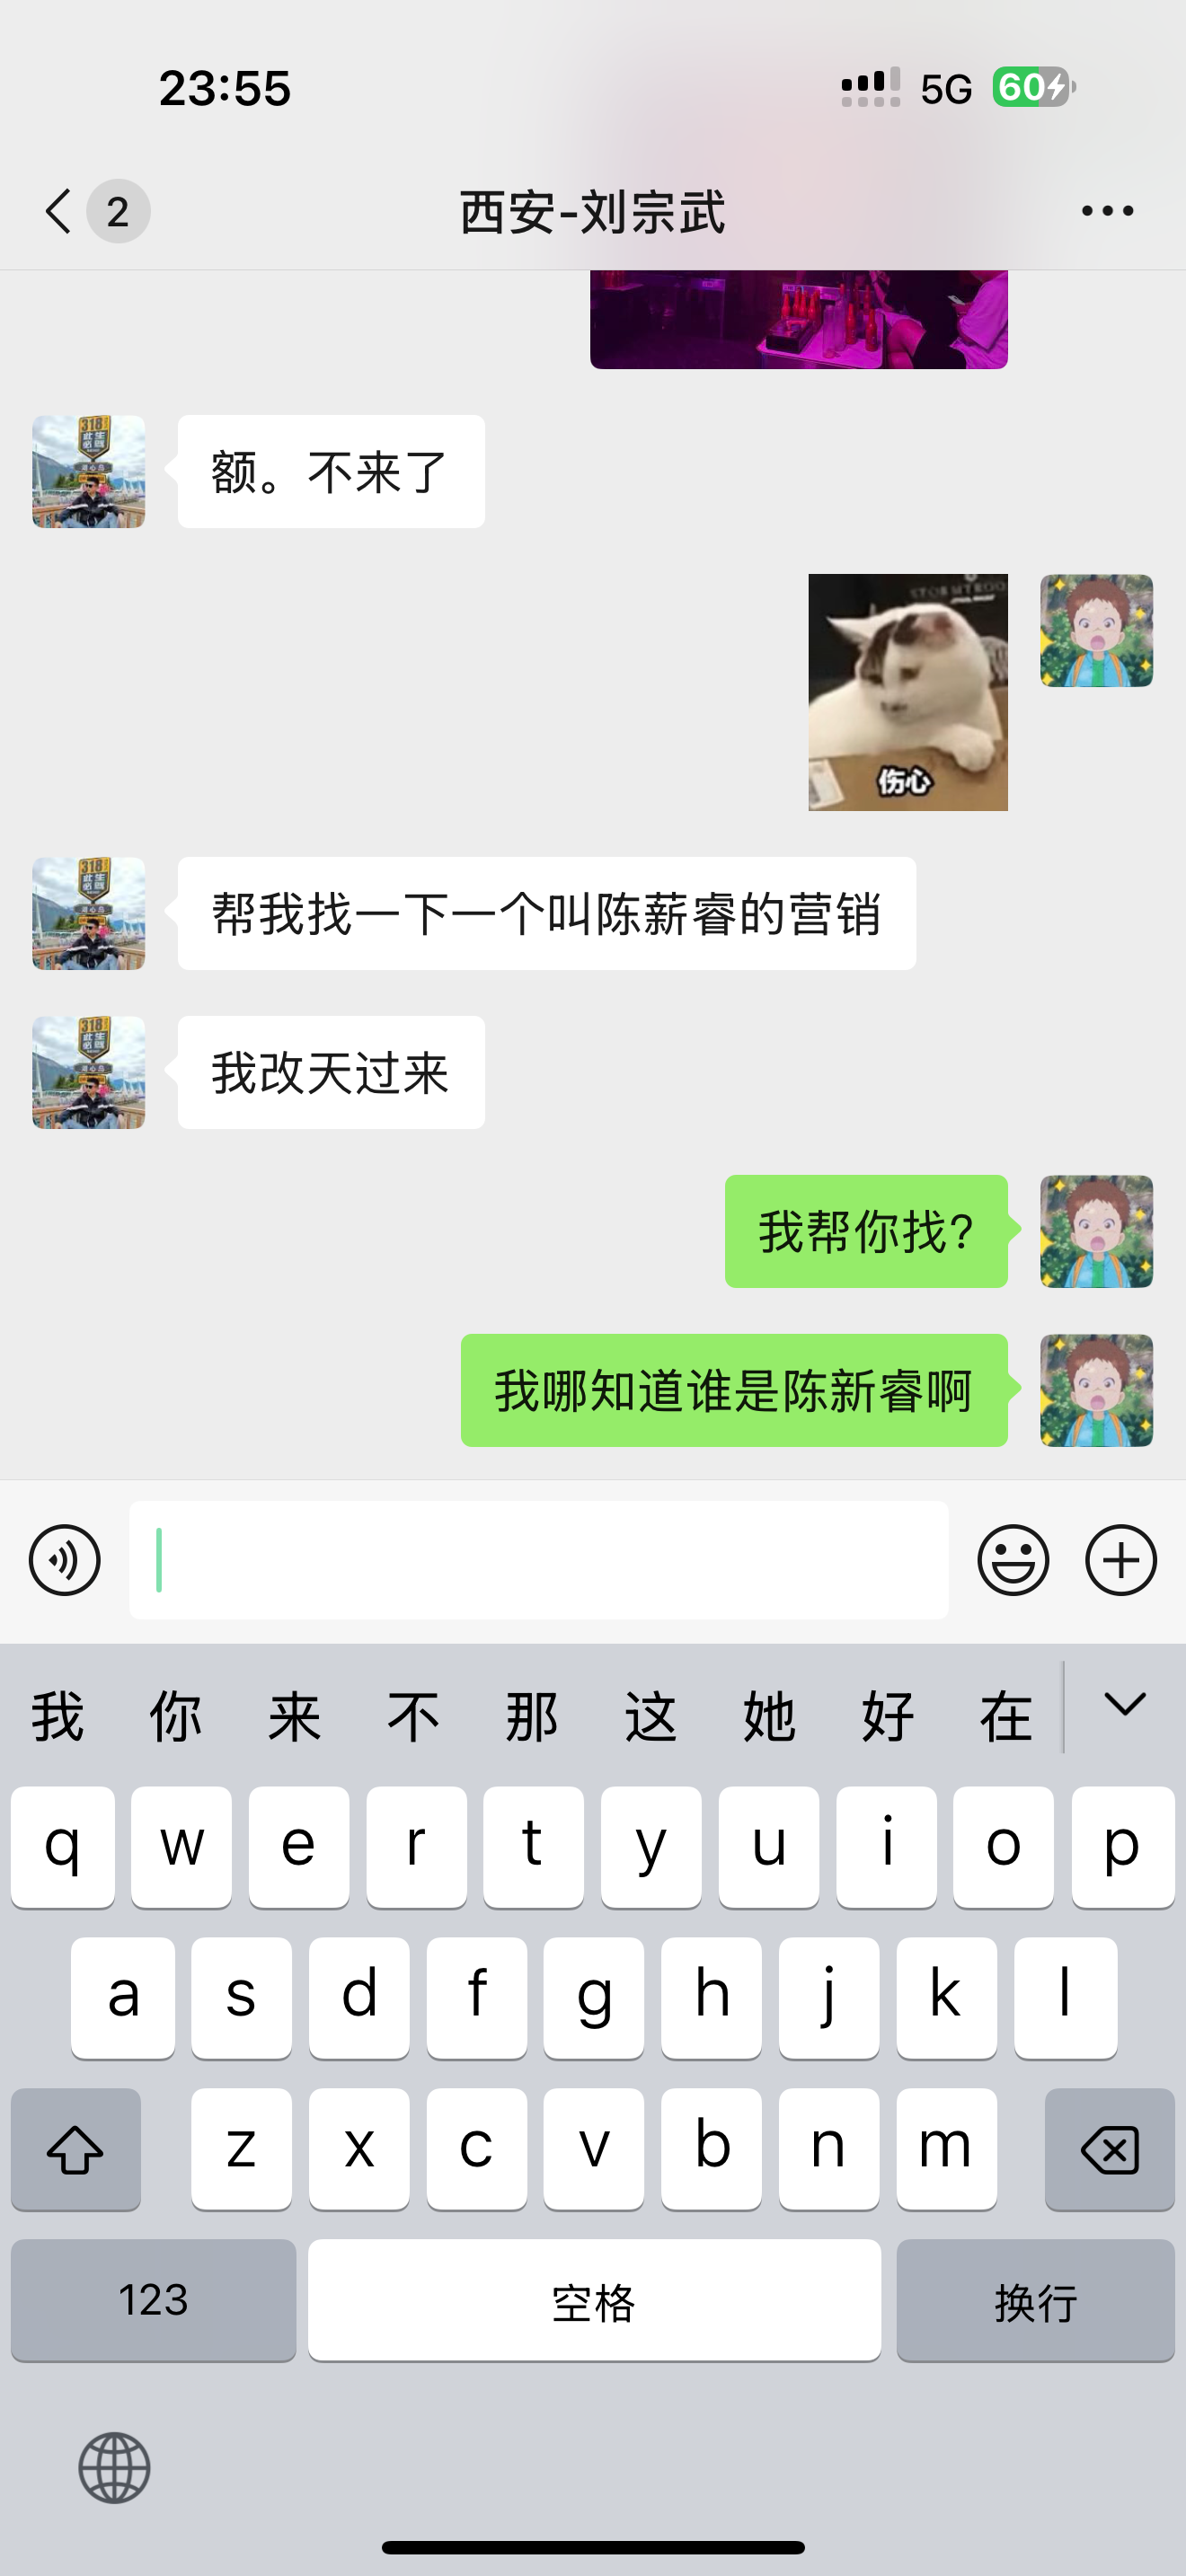 23:55
5G
60
2
西安-刘宗武
额。不来了
伤心
318
帮我找一下一个叫陈薪睿的营销
318
我改天过来
318
我帮你找?
我哪知道谁是陈新睿啊
我 你 来 不 那 这 她 好 在
q w e r t y u i o p
a s d f g h j k l
z x c v b n m
123
空格
换行